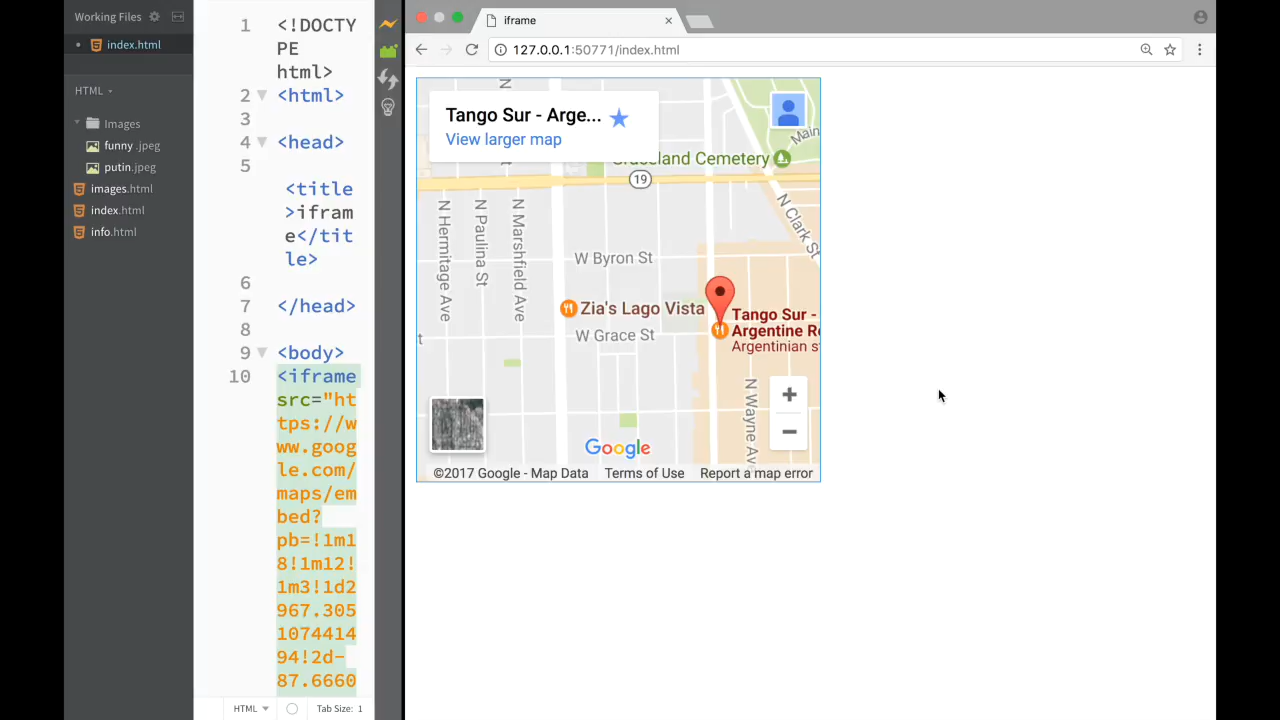 Working Files
index.html
HTML
Images
funny .jpeg
putin.jpeg
images.html
index.html
info.html
1 <!DOCTY
PE
html>
2 <html>
3
4 <head>
5
<title
>ifram
e</tit
le>
6
7 </head>
8
9 <body>
10 <iframe
src="ht
tps://w
ww.goog
le.com/
maps/em
bed?
pb=!1m1
8!1m12!
1m3!1d2
967.305
1074414
94!2d-
87.6660
HTML
Tab Size: 1
iframe
127.0.0.1:50771/index.html
Tango Sur - Arge...
View larger map
Graceland Cemetery
Main
19
N Clark St
N Hermitage Ave
N Paulina St
N Marshfield Ave
W Byron St
Zia's Lago Vista
W Grace St
Tango Sur -
Argentine Re
Argentinian s
N Wayne Ave
+
−
Google
©2017 Google - Map Data Terms of Use Report a map error